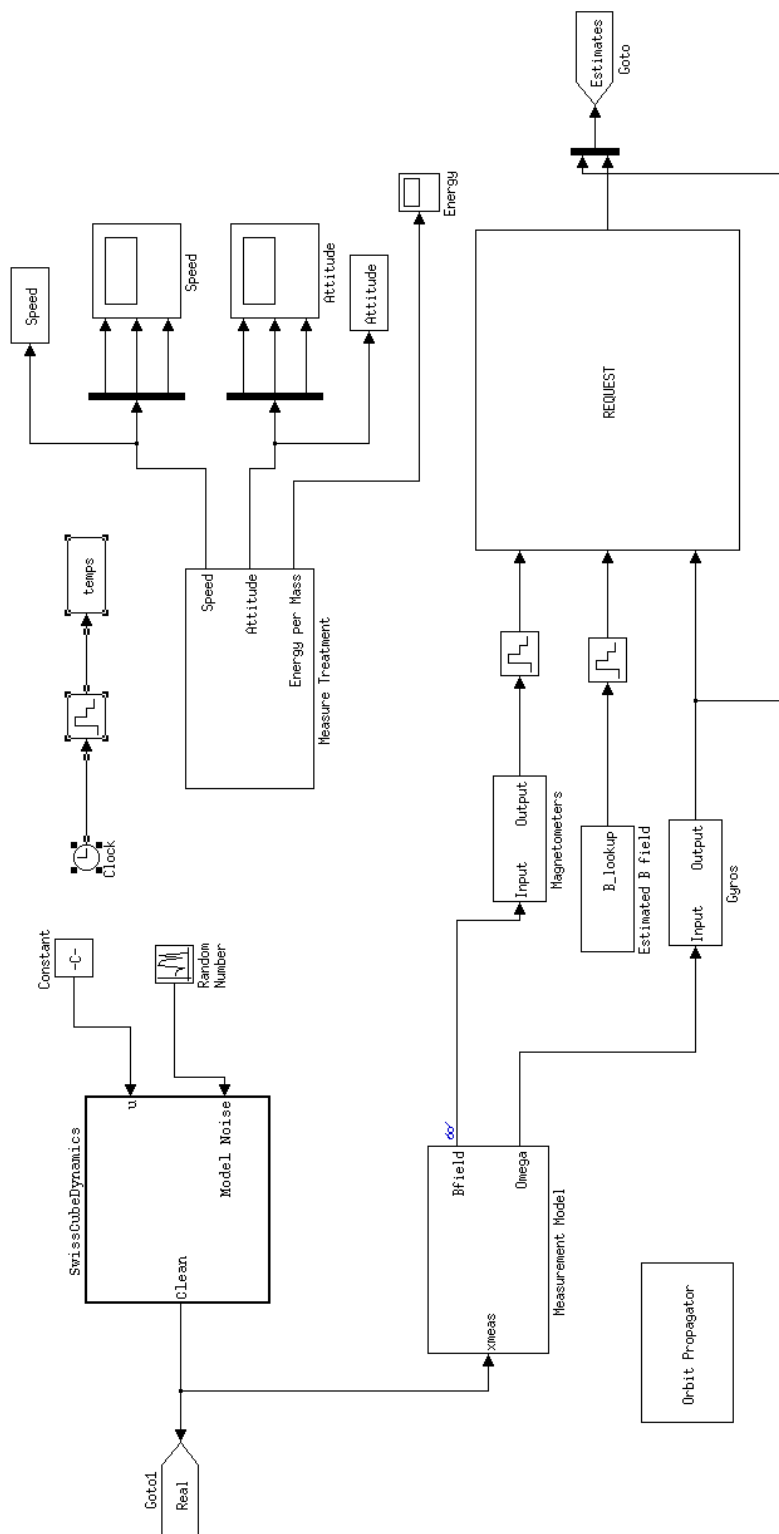 Goto1
Real
SwissCubeDynamics
Clean
u
Model Noise
Constant
-C-
Random
Number
Clock
temps
Speed
Speed
Speed
Attitude
Energy per Mass
Measure Treatment
Attitude
Attitude
Energy
xmeas
Bfield
Omega
Measurement Model
Input
Output
Magnetometers
B_lookup
Estimated B field
Input
Output
Gyros
REQUEST
Estimates
Goto
Orbit Propagator